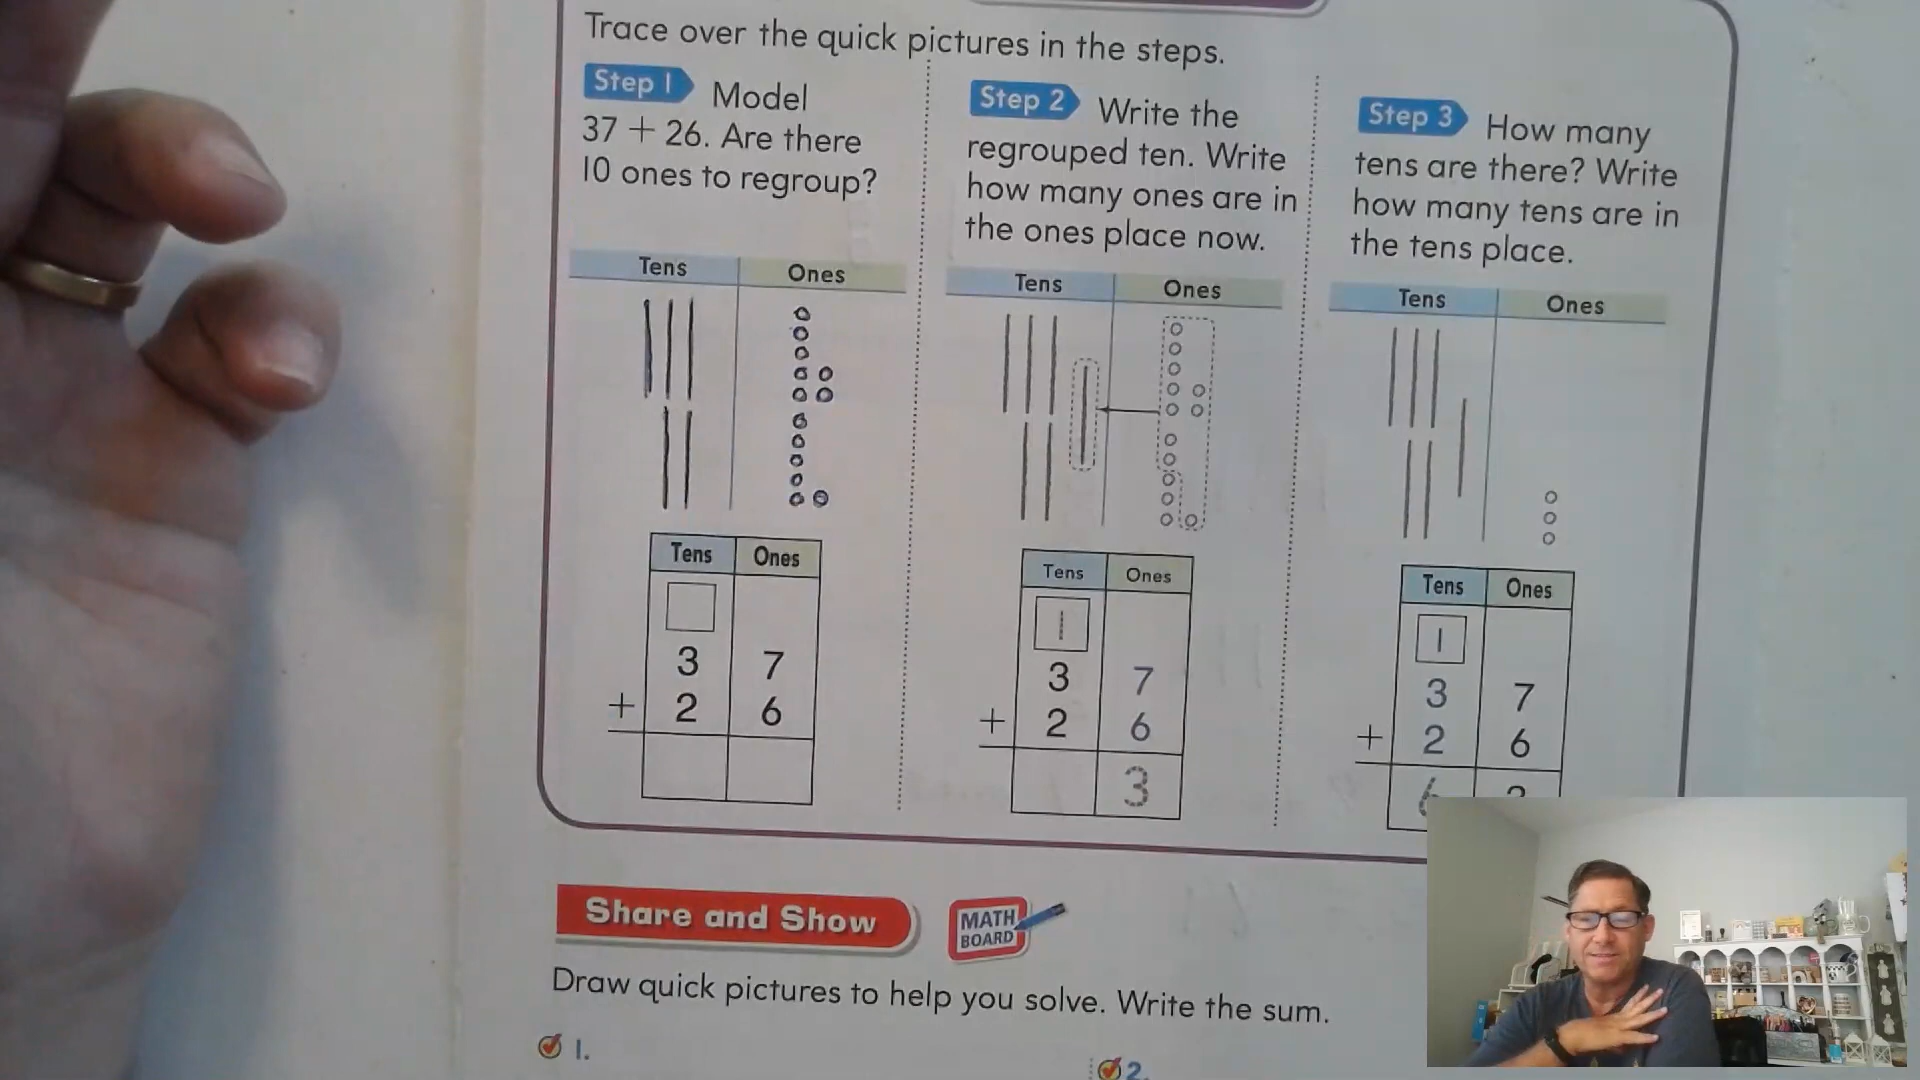 Trace over the quick pictures in the steps.
Step 1 Model
37 + 26. Are there
10 ones to regroup?
Tens Ones
Tens Ones
3 7
+ 2 6
Step 2 Write the
regrouped ten. Write
how many ones are in
the ones place now.
Tens Ones
Tens Ones
1
3 7
+ 2 6
3
Step 3 How many
tens are there? Write
how many tens are in
the tens place.
Tens Ones
Tens Ones
1
3 7
+ 2 6
6
Share and Show
MATH
BOARD
Draw quick pictures to help you solve. Write the sum.
1.
2.